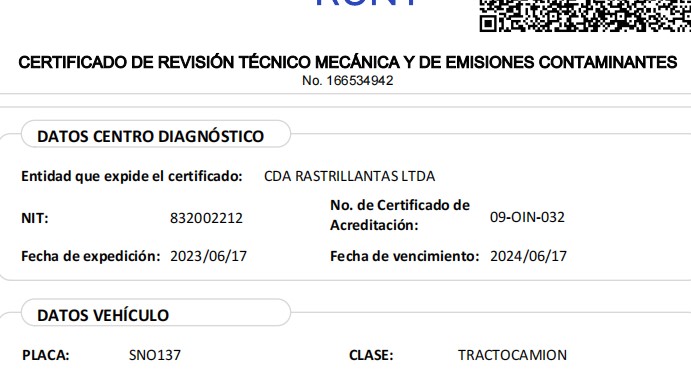 RUNT
CERTIFICADO DE REVISIÓN TÉCNICO MECÁNICA Y DE EMISIONES CONTAMINANTES
No. 166534942
DATOS CENTRO DIAGNÓSTICO
Entidad que expide el certificado: CDA RASTRILLANTAS LTDA
NIT: 832002212 No. de Certificado de Acreditación: 09-OIN-032
Fecha de expedición: 2023/06/17 Fecha de vencimiento: 2024/06/17
DATOS VEHÍCULO
PLACA: SNO137 CLASE: TRACTOCAMION